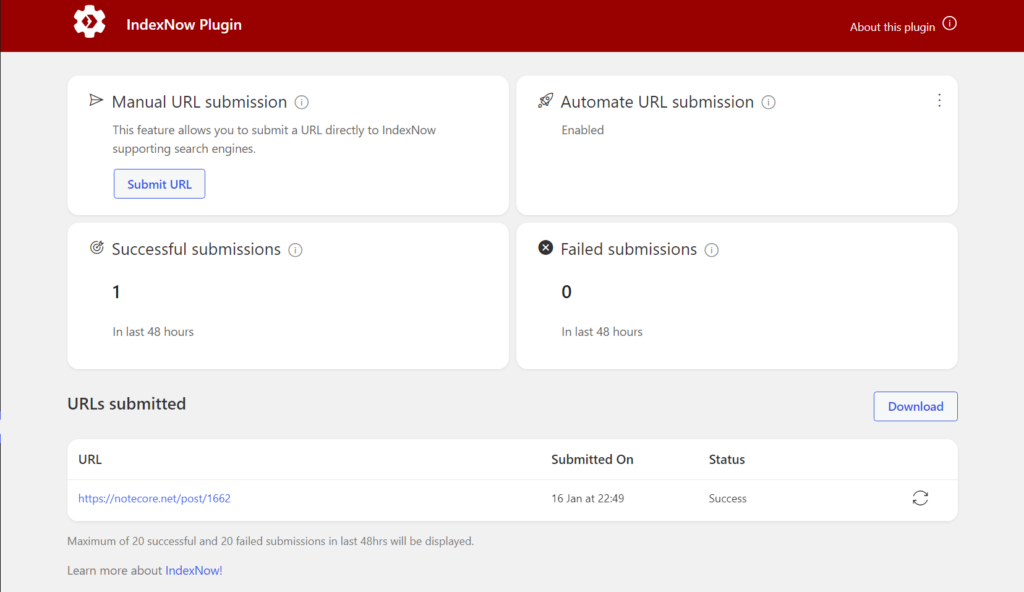 IndexNow Plugin
About this plugin
Manual URL submission
This feature allows you to submit a URL directly to IndexNow
supporting search engines.
Submit URL
Automate URL submission
Enabled
Successful submissions
1
In last 48 hours
Failed submissions
0
In last 48 hours
URLs submitted
Download
URL Submitted On Status
https://notecore.net/post/1662 16 Jan at 22:49 Success
Maximum of 20 successful and 20 failed submissions in last 48hrs will be displayed.
Learn more about IndexNow!